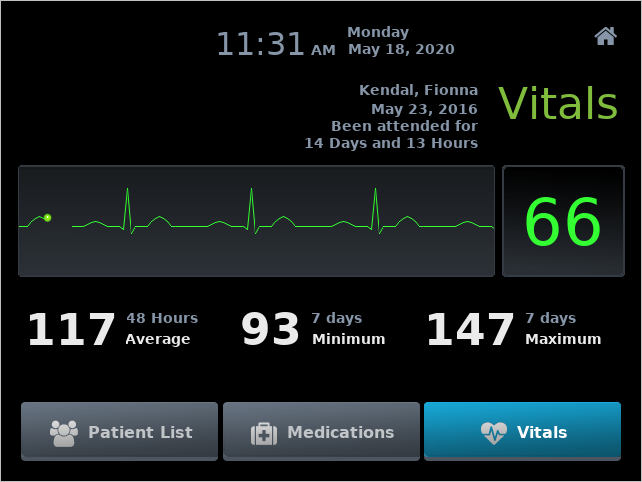 11:31 AM
Monday
May 18, 2020
Kendal, Fionna
May 23, 2016
Been attended for
14 Days and 13 Hours
Vitals
66
117
48 Hours
Average
93
7 days
Minimum
147
7 days
Maximum
Patient List
Medications
Vitals